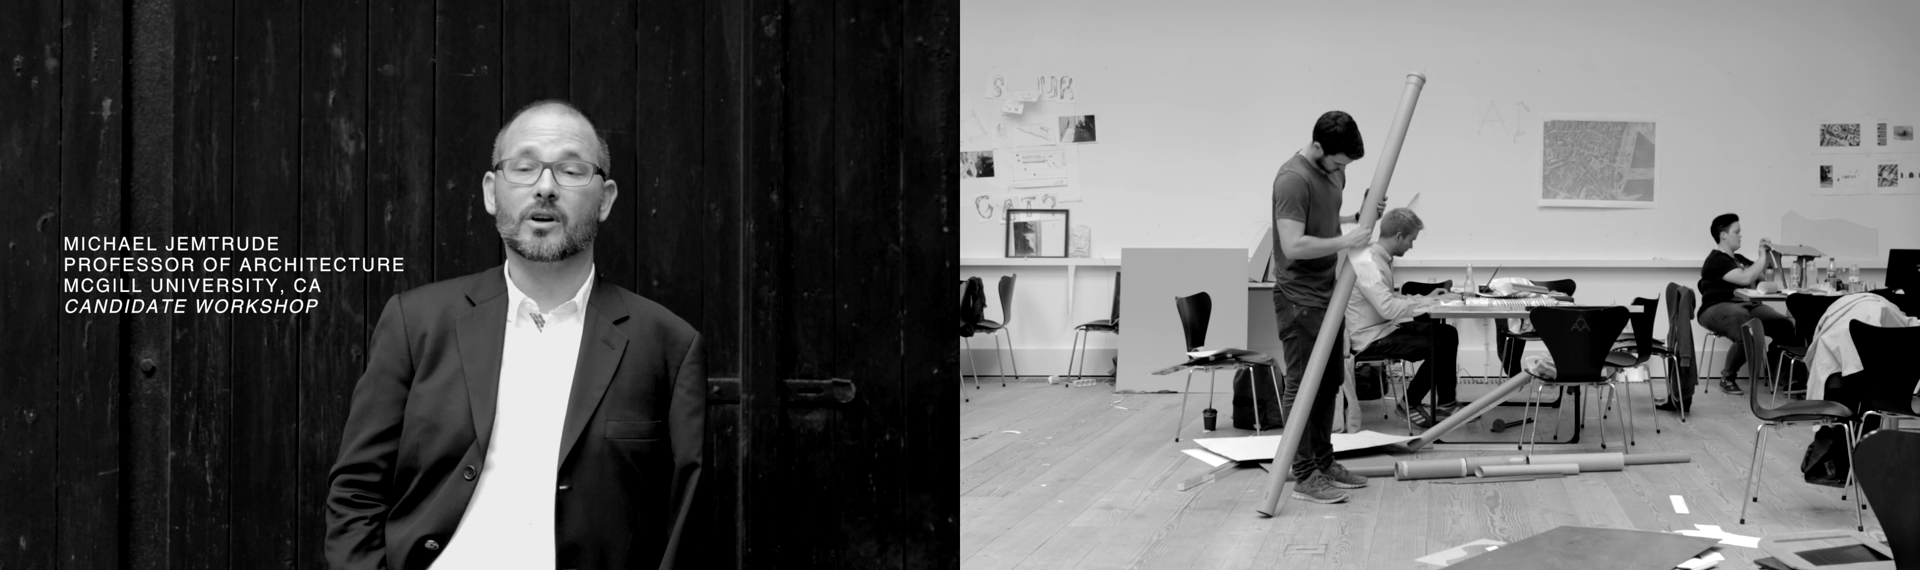 MICHAEL JEMTRUDE
PROFESSOR OF ARCHITECTURE
MCGILL UNIVERSITY, CA
CANDIDATE WORKSHOP